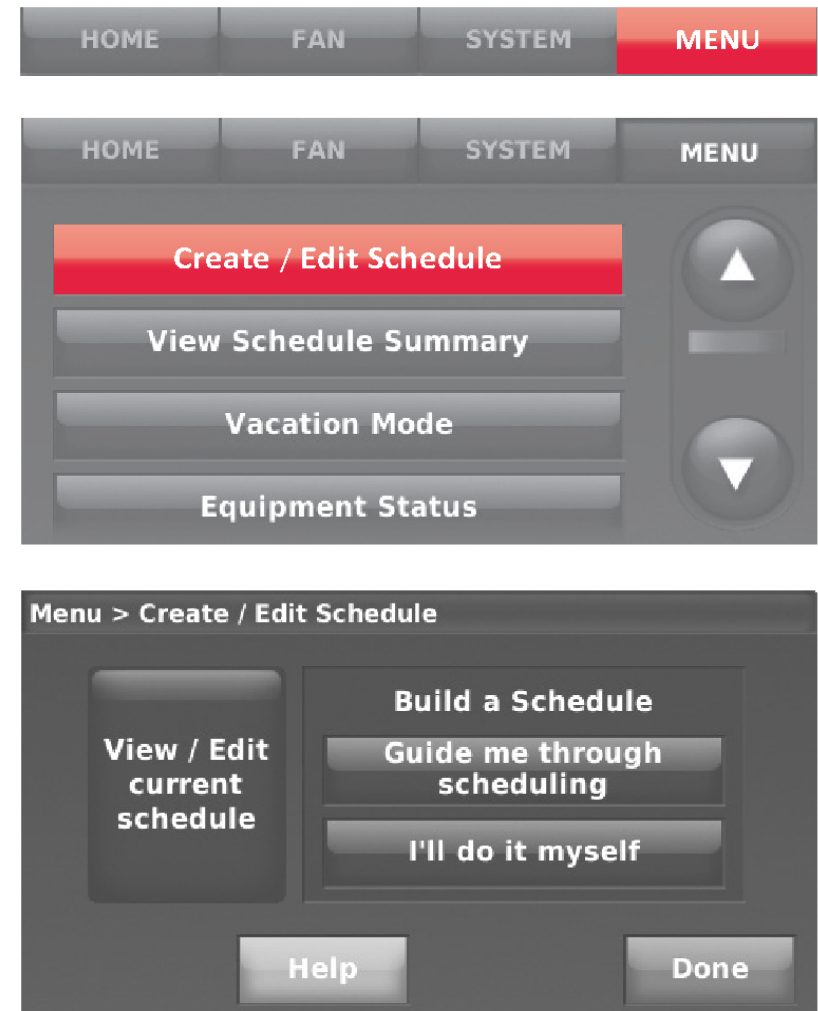 HOME FAN SYSTEM MENU
HOME FAN SYSTEM MENU
Create / Edit Schedule
View Schedule Summary
Vacation Mode
Equipment Status
Menu > Create / Edit Schedule
View / Edit
current
schedule
Build a Schedule
Guide me through
scheduling
I'll do it myself
Help
Done